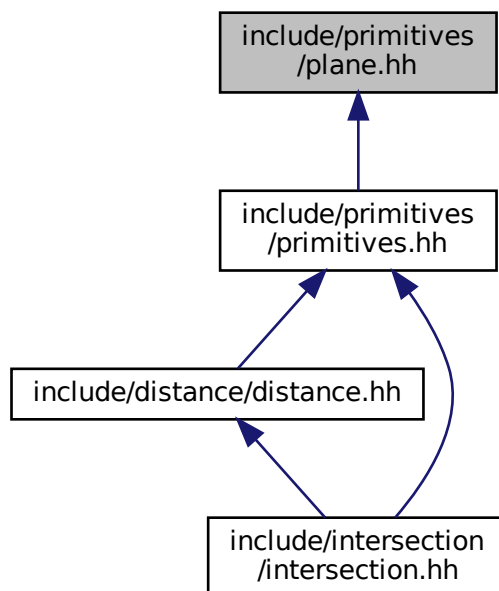 include/primitives
/plane.hh
include/primitives
/primitives.hh
include/distance/distance.hh
include/intersection
/intersection.hh